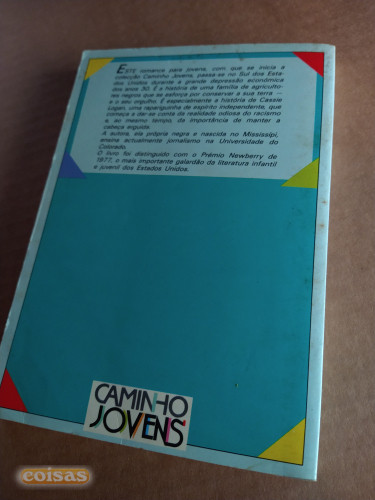 ESTE romance para jovens, com que se inicia a
colecção Caminho Jovens, passa-se no Sul dos Esta-
dos Unidos durante a grande depressão económica
dos anos 30. É a história de uma família de agriculto-
res negros que se esforça por conservar a sua terra —
e o seu orgulho. É especialmente a história de Cassie
Logan, uma rapariguinha de espírito independente, que
começa a dar-se conta da realidade odiosa do racismo
e, ao mesmo tempo, da importância de manter a
cabeça erguida.
A autora, ela própria negra e nascida no Mississipi,
ensina actualmente jornalismo na Universidade do
Colorado.
O livro foi distinguido com o Prémio Newberry de
1977, o mais importante galardão da literatura infantil
e juvenil dos Estados Unidos.
CAMINHO
JOVENS
coisas